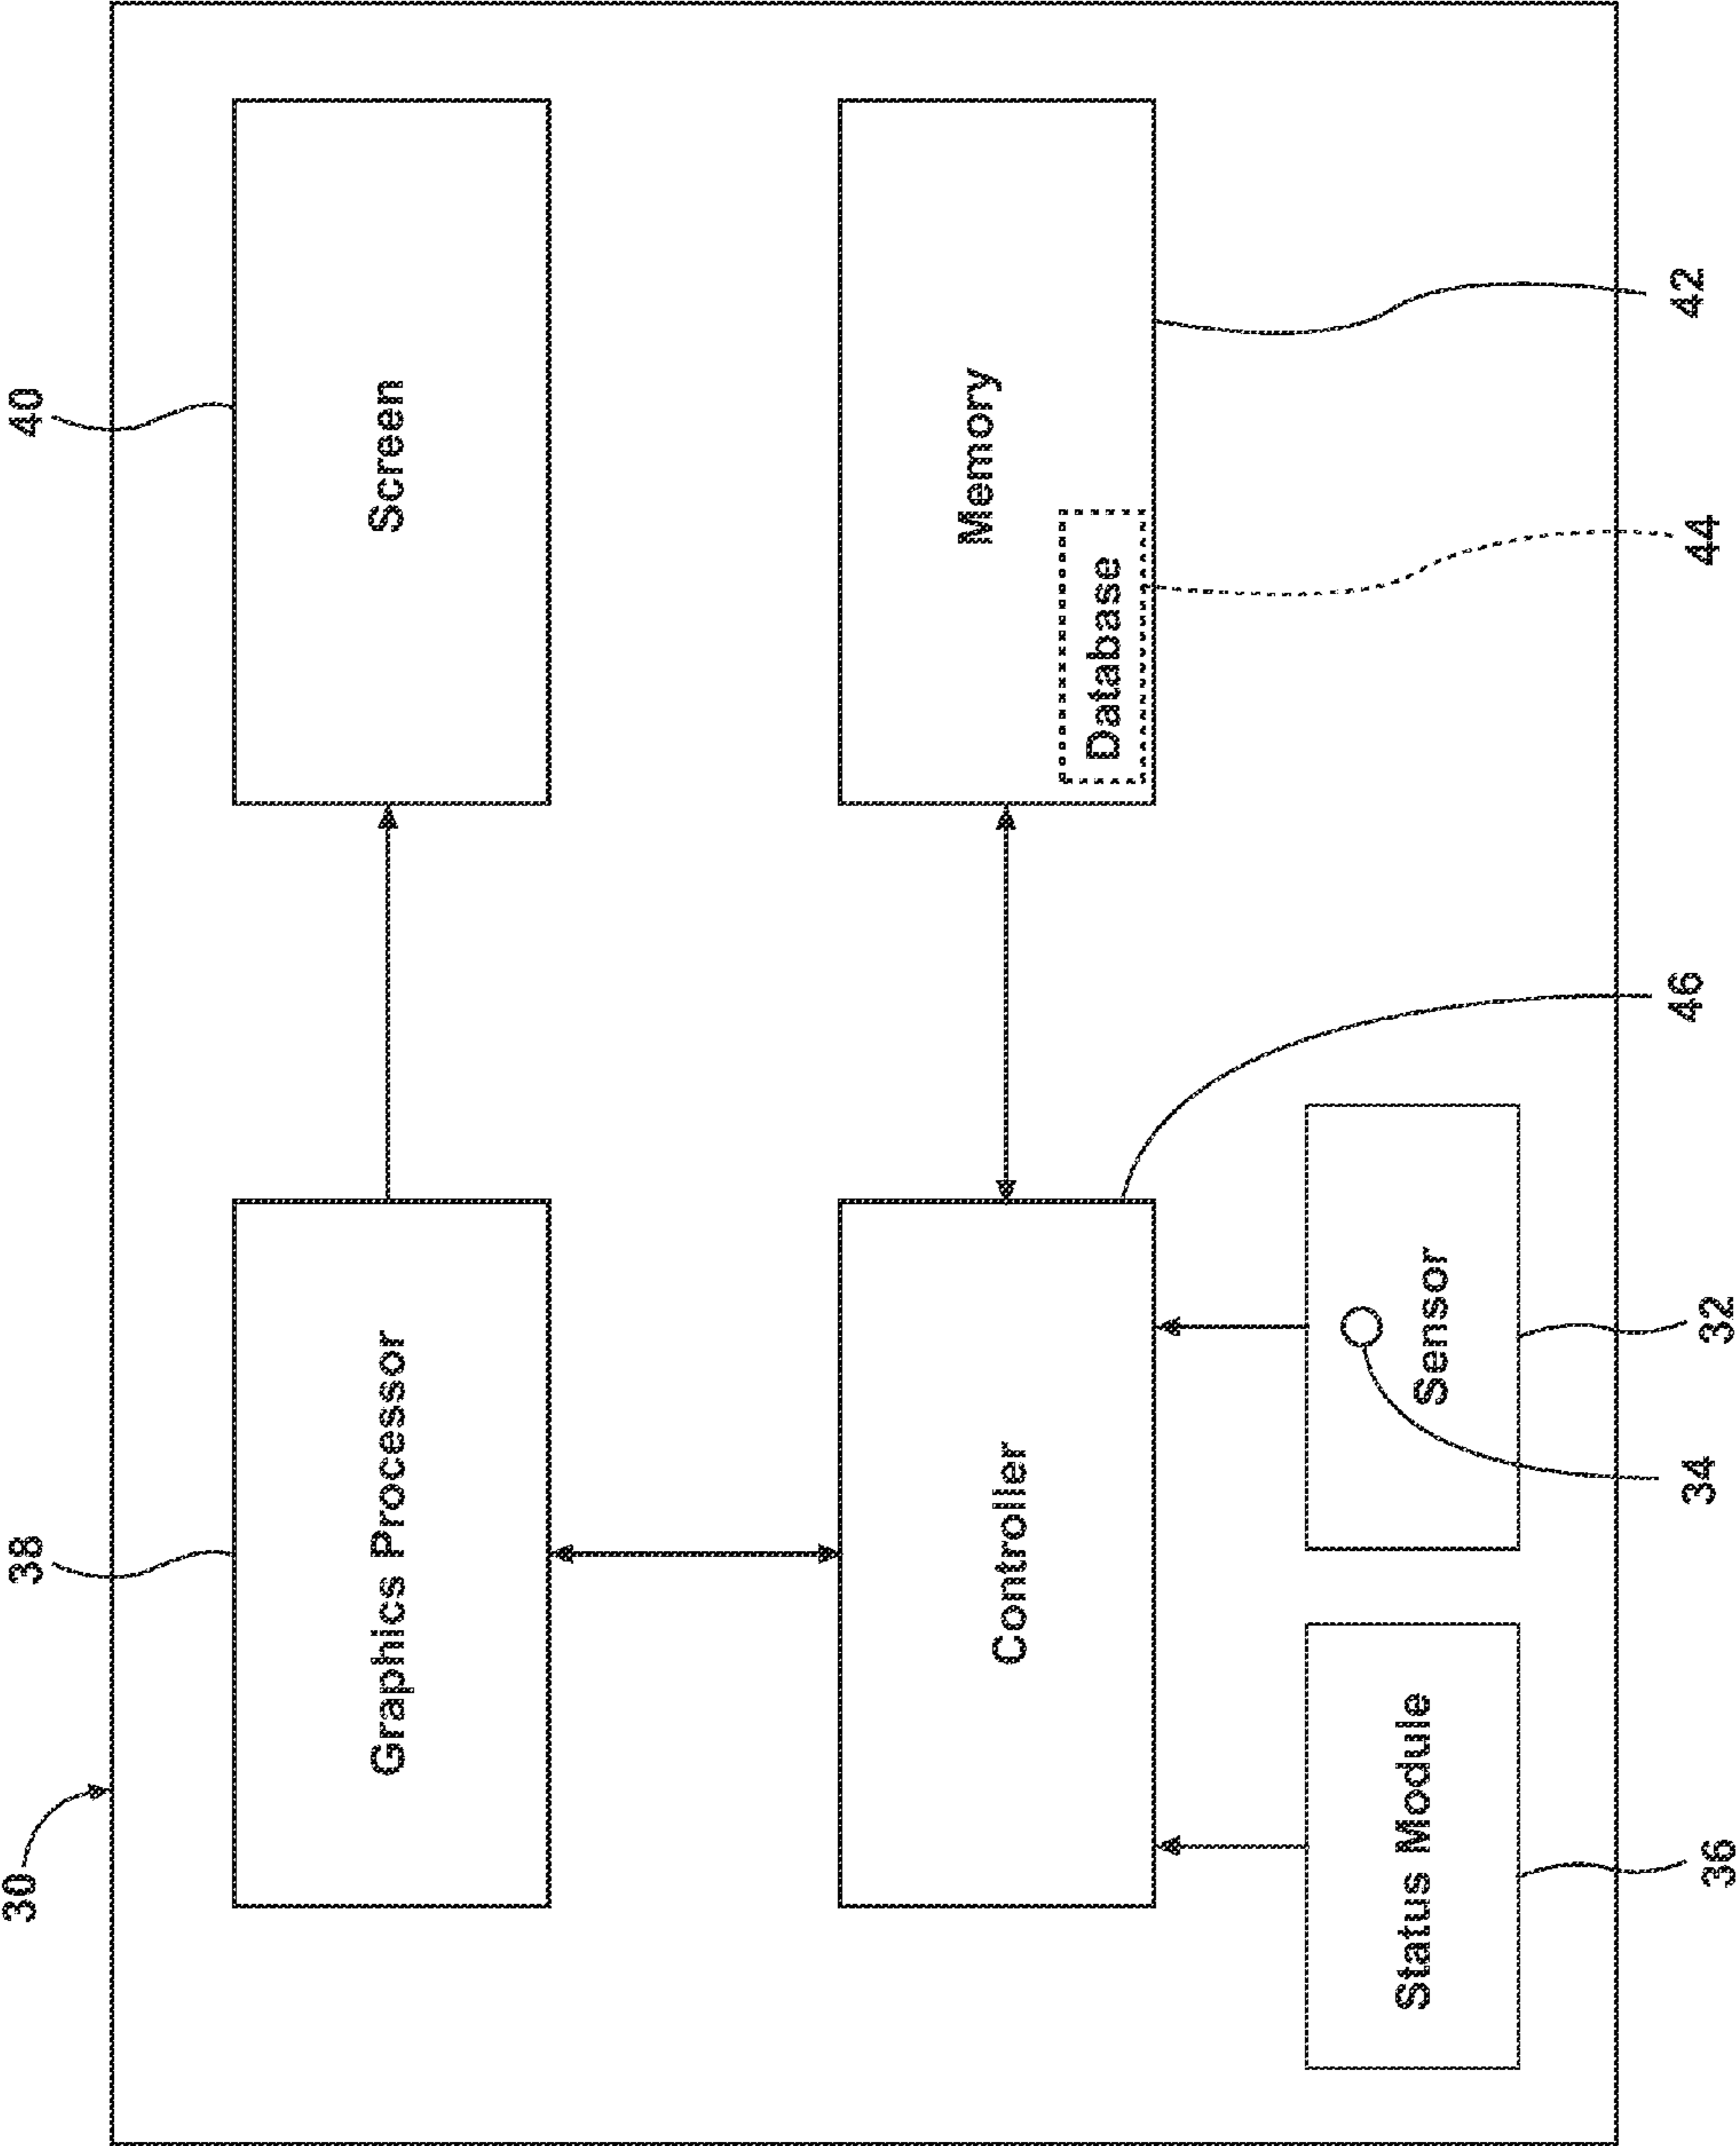 30
38
40
Graphics Processor
Screen
Controller
Memory
Database
Status Module
Sensor
36
34
32
46
44
42